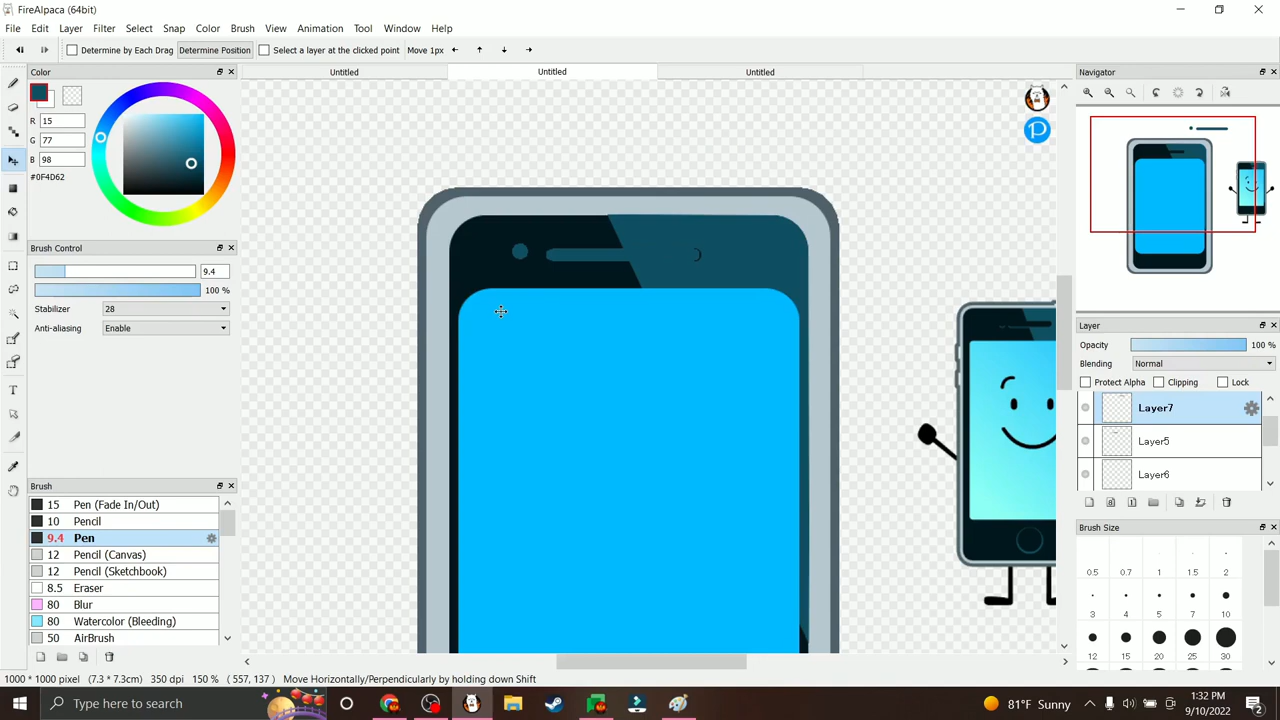 FireAlpaca (64bit)
File Edit Layer Filter Select Snap Color Brush View Animation Tool Window Help
Determine by Each Drag Determine Position Select a layer at the clicked point Move 1px
Color
Untitled
Untitled
Untitled
Navigator
R 15
G 77
B 98
#0F4D62
P
Brush Control
9.4
100 %
Stabilizer 28
Anti-aliasing Enable
Layer
Opacity 100 %
Blending Normal
Protect Alpha Clipping Lock
Layer7
Layer5
Layer6
Brush
15 Pen (Fade In/Out)
10 Pencil
9.4 Pen
12 Pencil (Canvas)
12 Pencil (Sketchbook)
8.5 Eraser
80 Blur
80 Watercolor (Bleeding)
50 AirBrush
Brush Size
0.5 0.7 1 1.5 2
3 4 5 7 10
12 15 20 25 30
1000 * 1000 pixel (7.3 * 7.3cm) 350 dpi 150 % ( 557, 137 ) Move Horizontally/Perpendicularly by holding down Shift
Type here to search
81°F Sunny
1:32 PM
9/10/2022
2